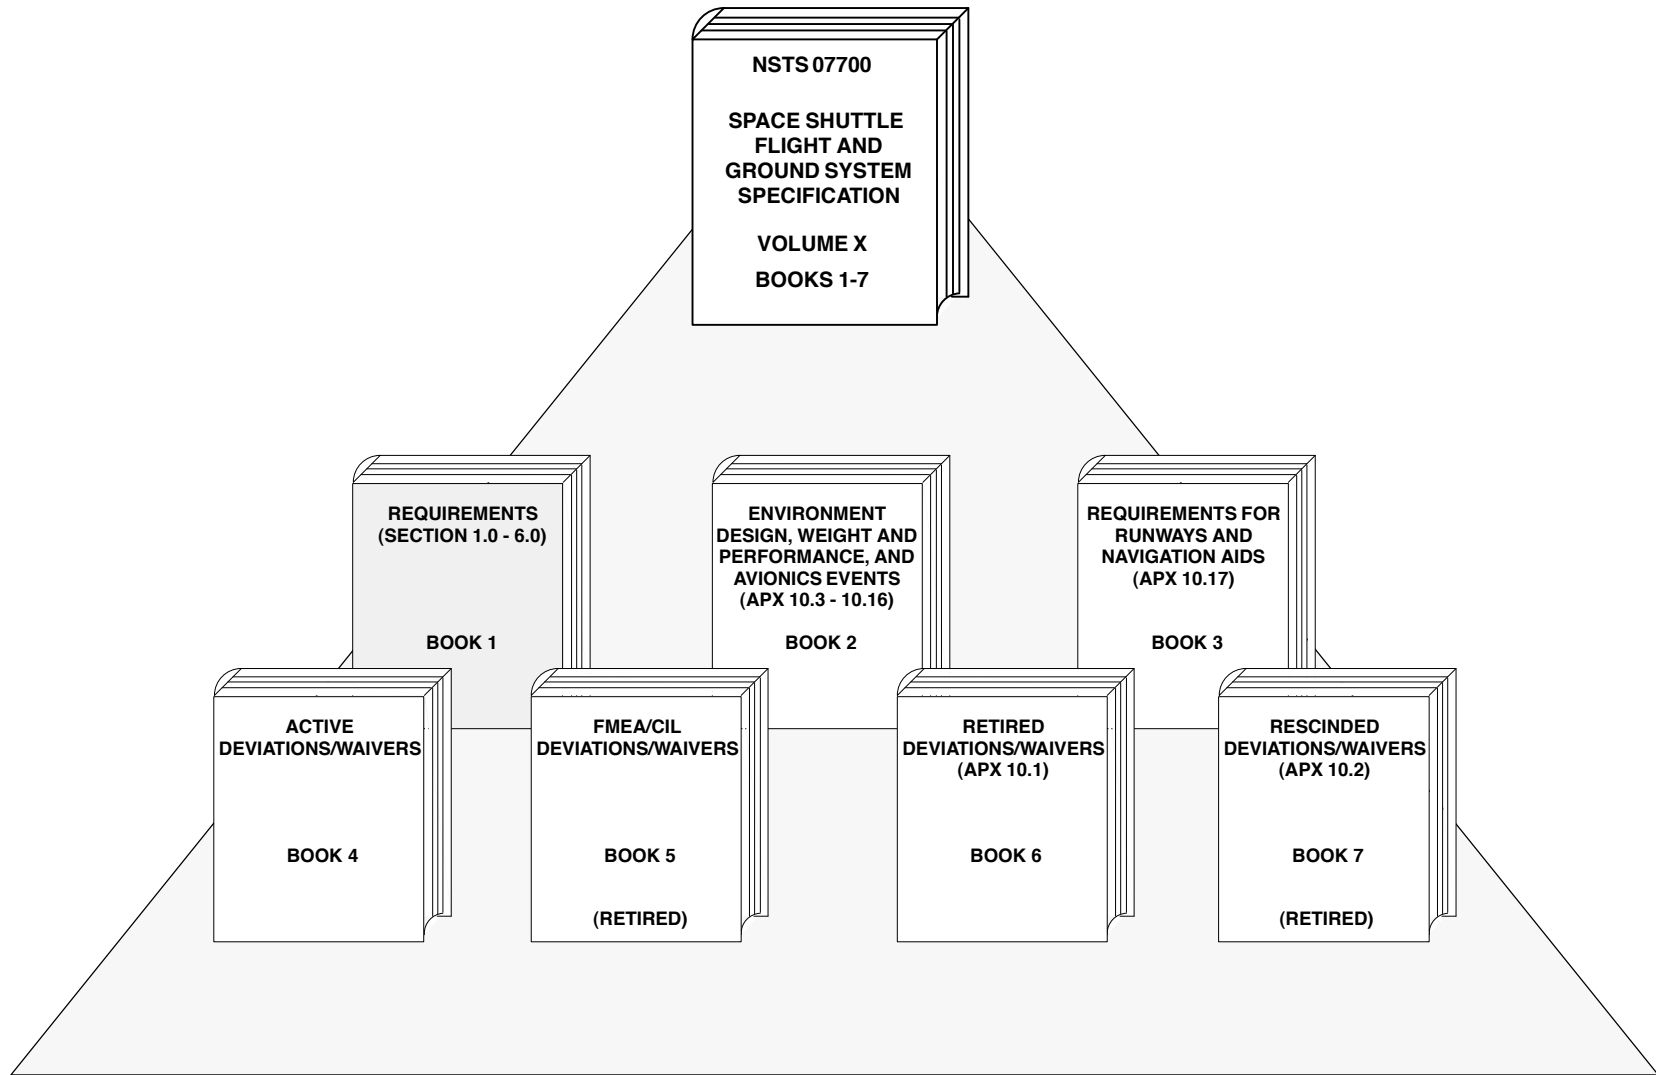 NSTS 07700
SPACE SHUTTLE
FLIGHT AND
GROUND SYSTEM
SPECIFICATION
VOLUME X
BOOKS 1-7
REQUIREMENTS
(SECTION 1.0 - 6.0)
BOOK 1
ENVIRONMENT
DESIGN, WEIGHT AND
PERFORMANCE, AND
AVIONICS EVENTS
(APX 10.3 - 10.16)
BOOK 2
REQUIREMENTS FOR
RUNWAYS AND
NAVIGATION AIDS
(APX 10.17)
BOOK 3
ACTIVE
DEVIATIONS/WAIVERS
BOOK 4
FMEA/CIL
DEVIATIONS/WAIVERS
BOOK 5
(RETIRED)
RETIRED
DEVIATIONS/WAIVERS
(APX 10.1)
BOOK 6
RESCINDED
DEVIATIONS/WAIVERS
(APX 10.2)
BOOK 7
(RETIRED)